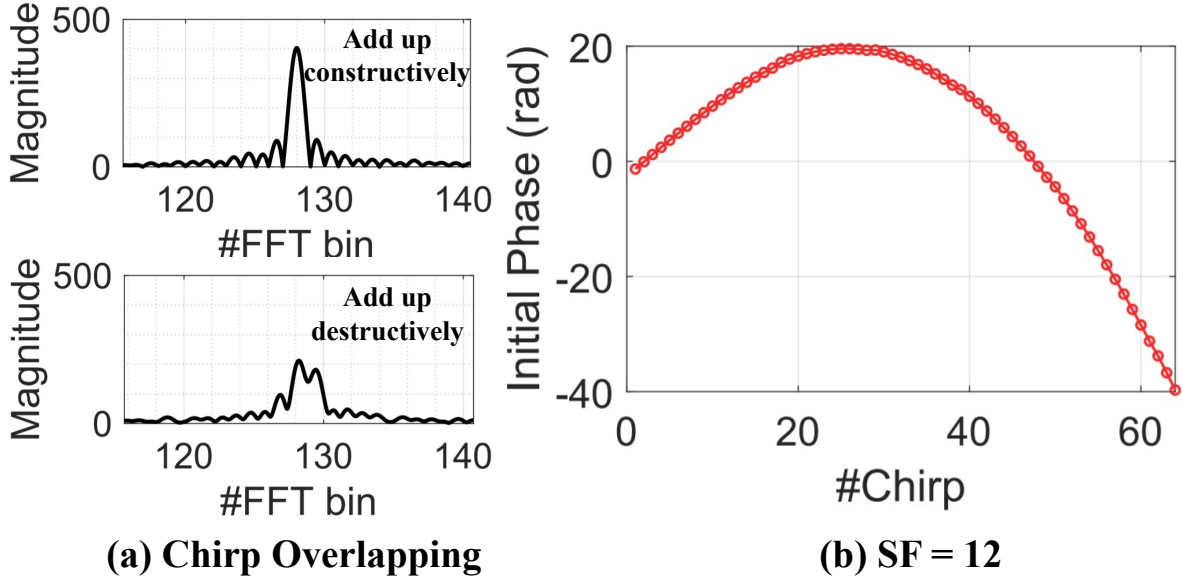 500
Magnitude
Add up
constructively
0
120 130 140
#FFT bin
500
Magnitude
Add up
destructively
0
120 130 140
#FFT bin
(a) Chirp Overlapping
20
0
-20
-40
Initial Phase (rad)
0 20 40 60
#Chirp
(b) SF = 12